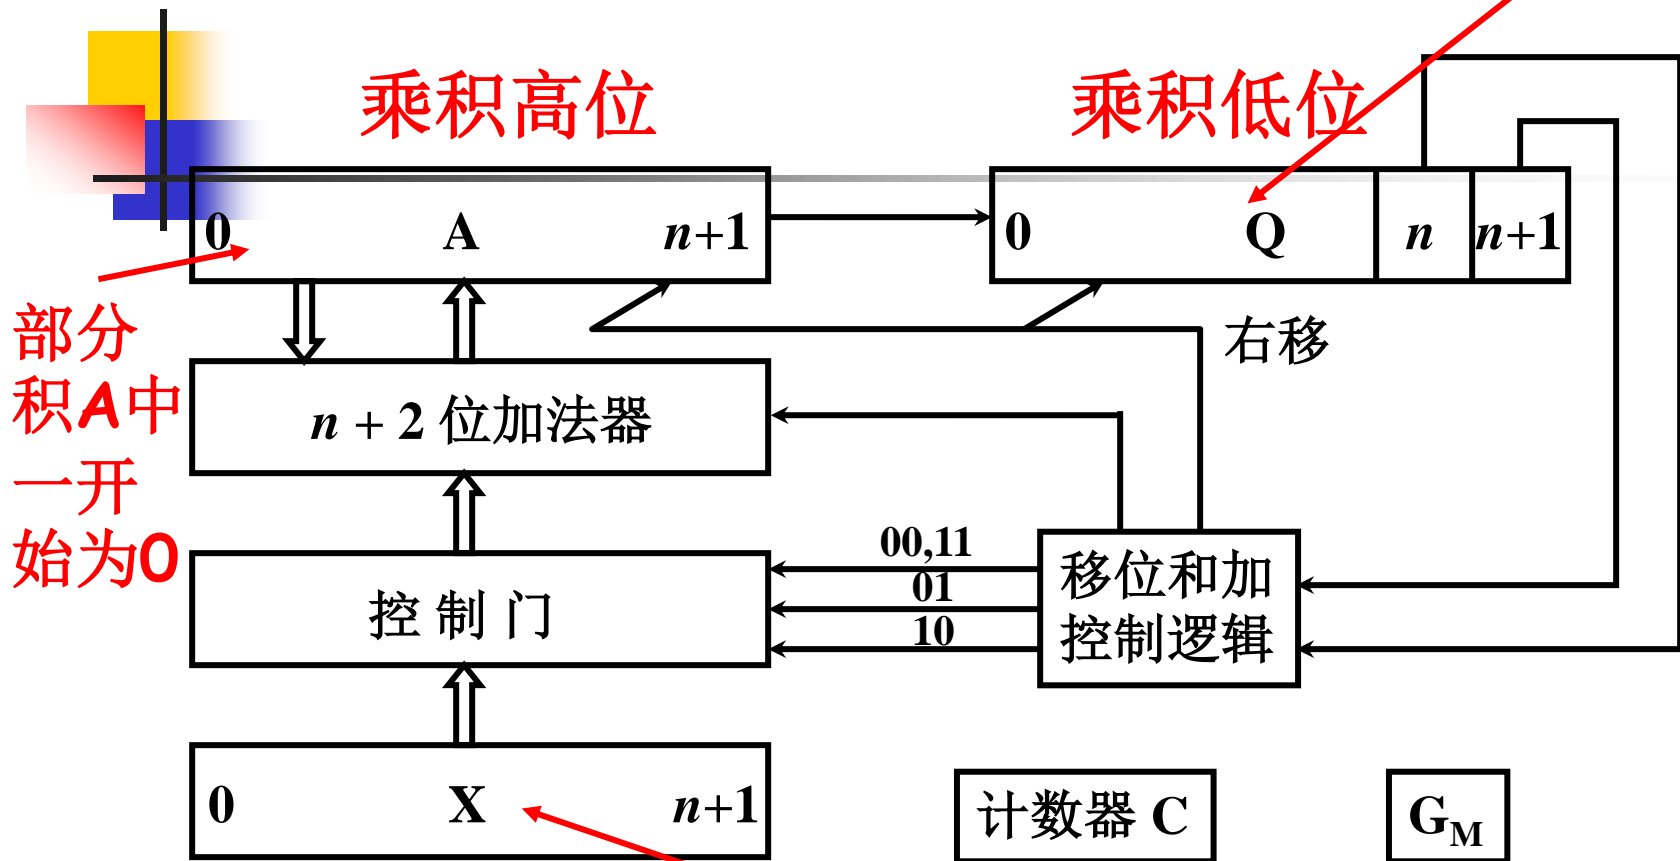 乘积高位
乘积低位
0 A n+1
0 Q n n+1
部分
积A中
一开
始为0
右移
n + 2 位加法器
00,11
01
10
控制门
移位和加
控制逻辑
0 X n+1
计数器 C
G_M